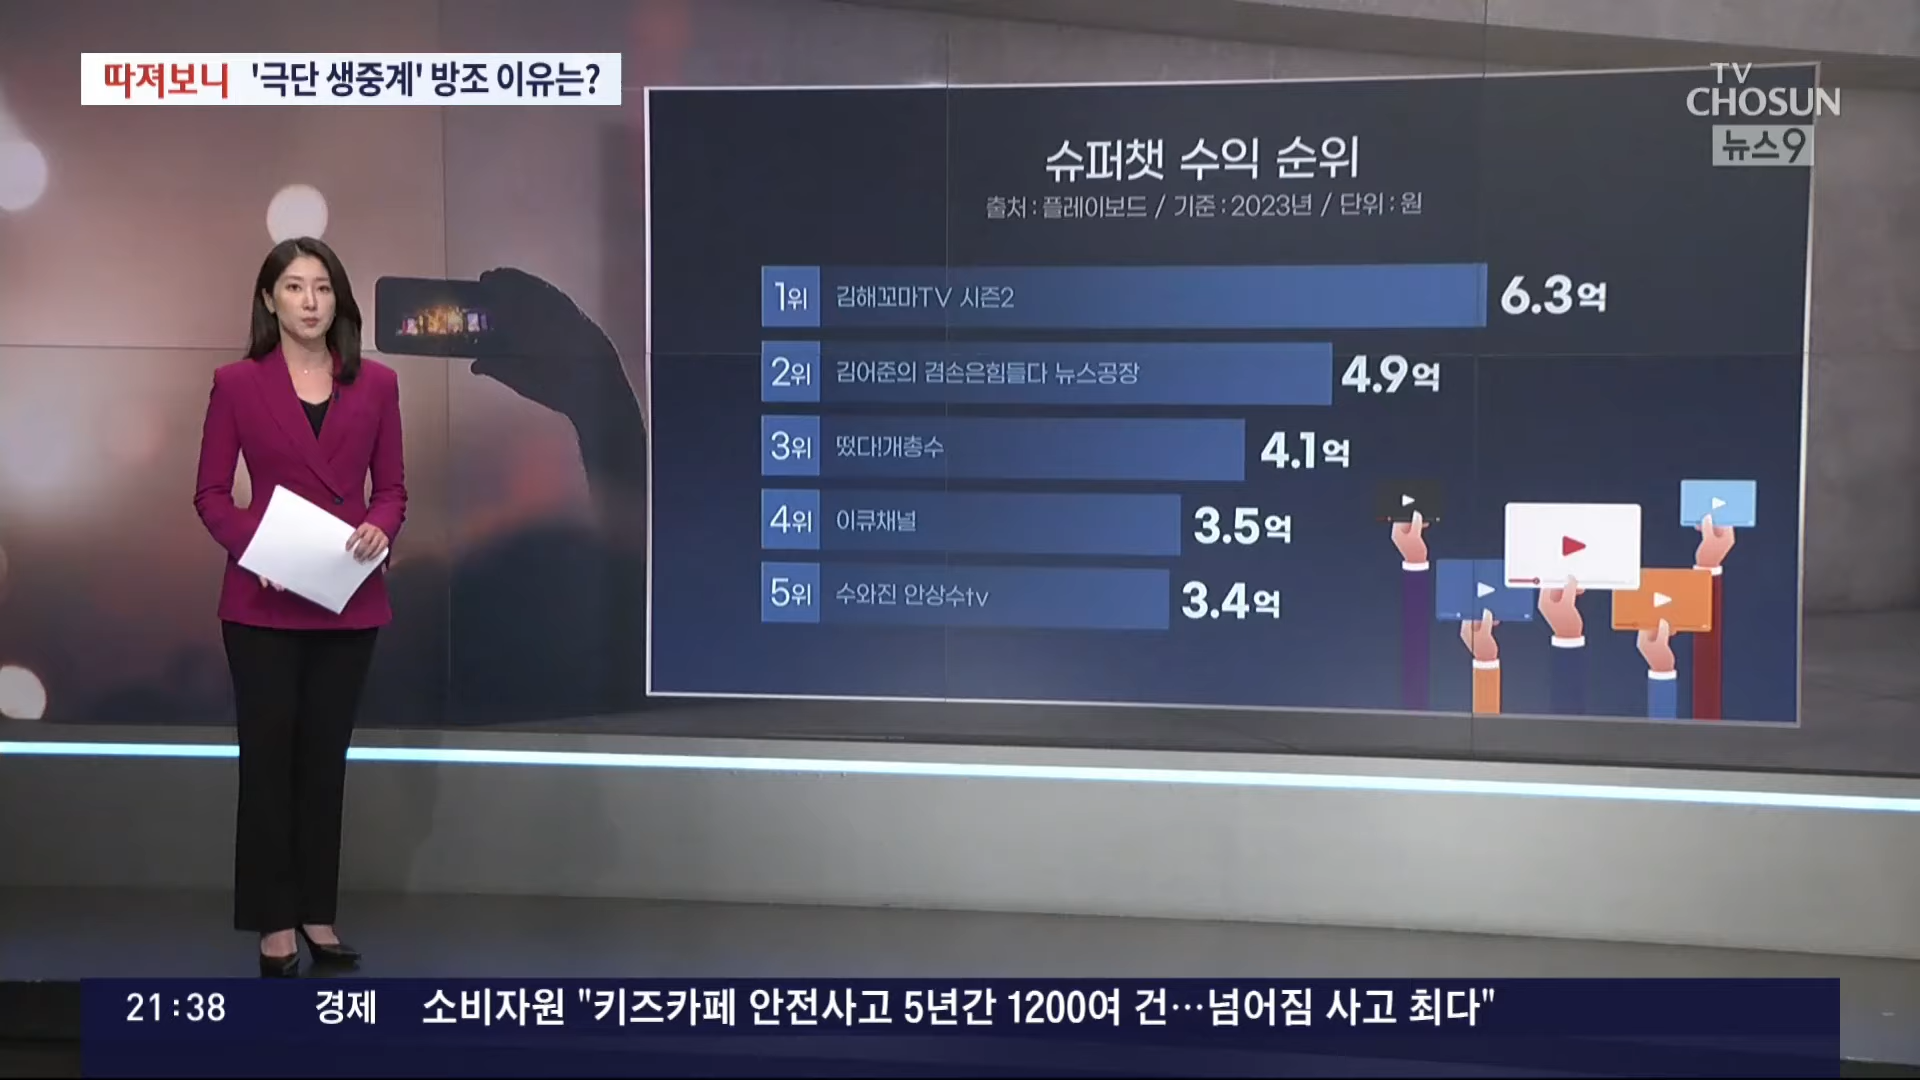 따져보니 '극단 생중계' 방조 이유는?
TV
CHOSUN
뉴스9
슈퍼챗 수익 순위
출처 : 플레이보드 / 기준 : 2023년 / 단위 : 원
1위 김해꼬마TV 시즌2 6.3억
2위 김어준의 겸손은힘들다 뉴스공장 4.9억
3위 떴다!개총수 4.1억
4위 이큐채널 3.5억
5위 수와진 안상수tv 3.4억
21:38 경제 소비자원 "키즈카페 안전사고 5년간 1200여 건…넘어짐 사고 최다"